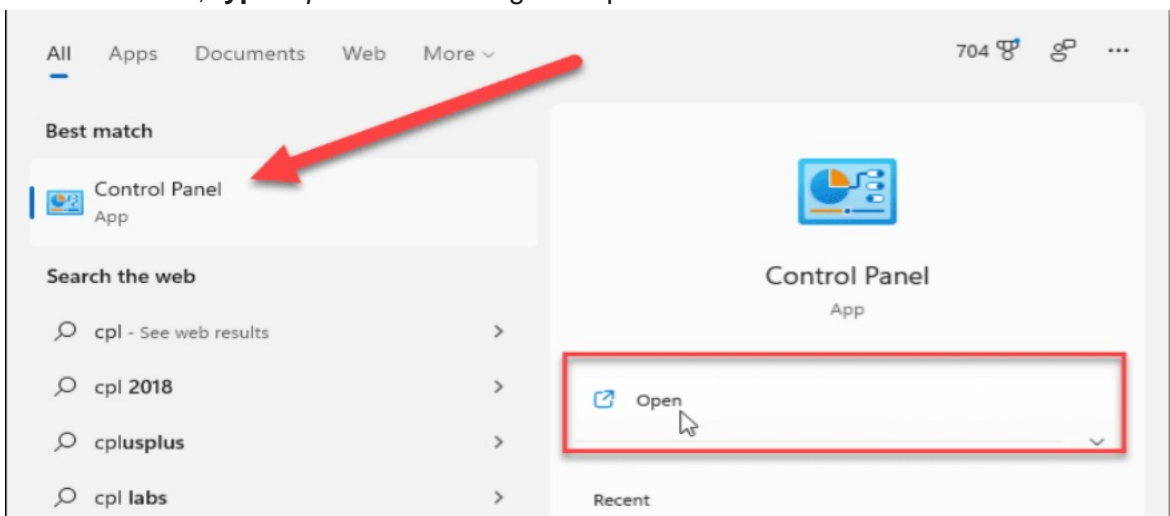 All Apps Documents Web More
704
Best match
Control Panel
App
Search the web
cpl - See web results
cpl 2018
cplusplus
cpl labs
Control Panel
App
Open
Recent